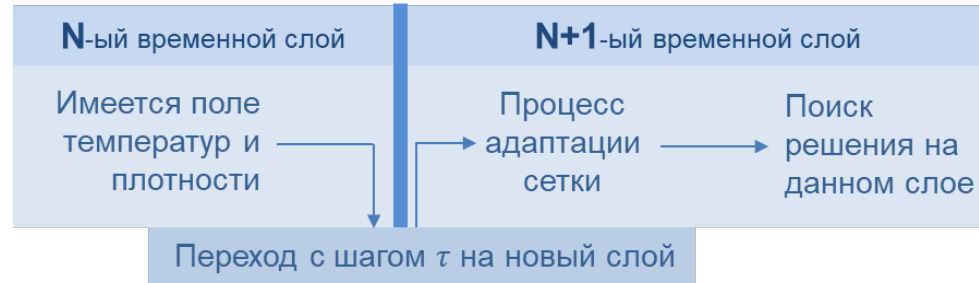 N-ый временной слой
N+1-ый временной слой
Имеется поле
температур и
плотности
Процесс
адаптации
сетки
Поиск
решения на
данном слое
Переход с шагом τ на новый слой